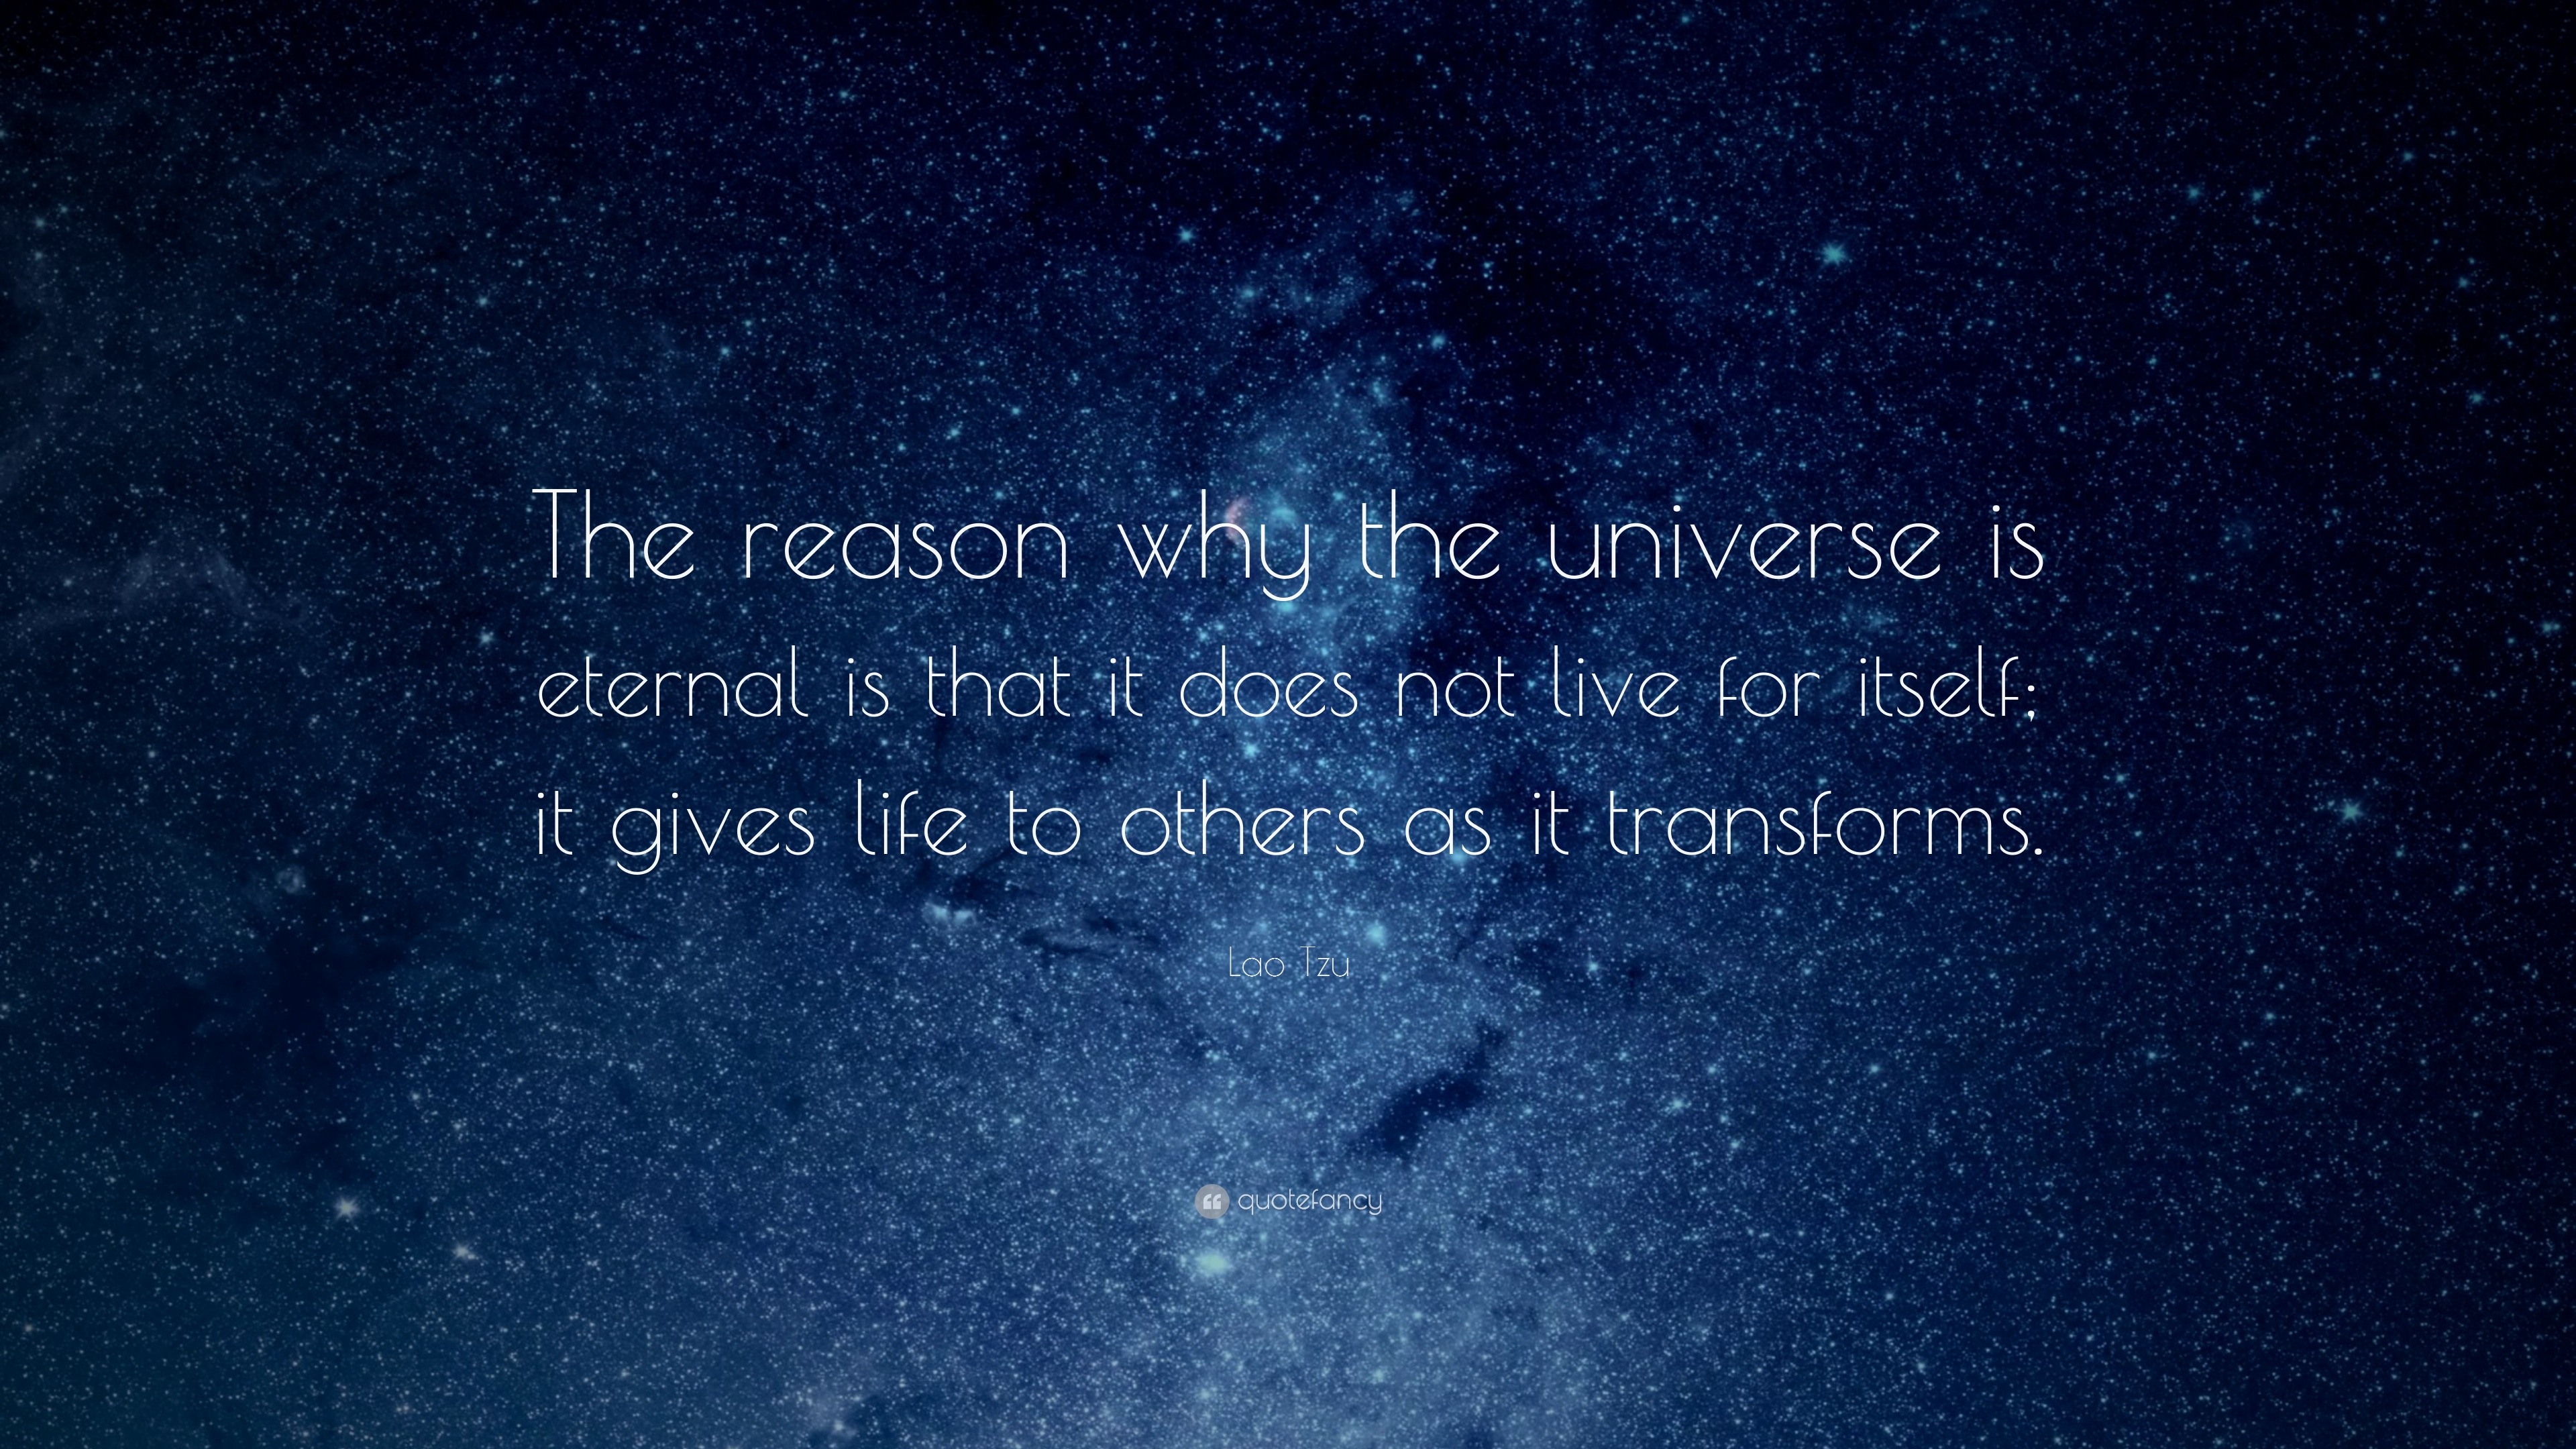 The reason why the universe is
eternal is that it does not live for itself;
it gives life to others as it transforms.
Lao Tzu
quotefancy